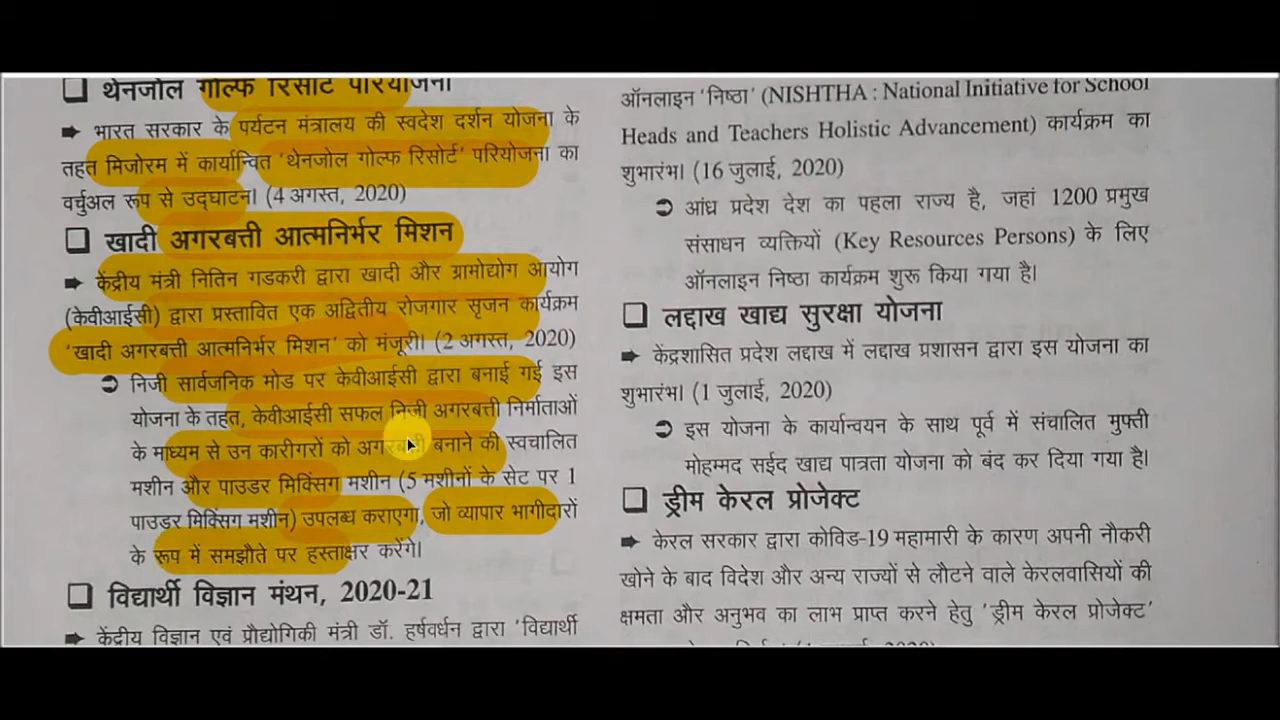 ❑ थेनजोल गोल्फ रिसॉर्ट परियोजना
➡ भारत सरकार के पर्यटन मंत्रालय की स्वदेश दर्शन योजना के
तहत मिजोरम में कार्यान्वित 'थेनजोल गोल्फ रिसोर्ट' परियोजना का
वर्चुअल रूप से उद्घाटन। (4 अगस्त, 2020)
❑ खादी अगरबत्ती आत्मनिर्भर मिशन
➡ केंद्रीय मंत्री नितिन गडकरी द्वारा खादी और ग्रामोद्योग आयोग
(केवीआईसी) द्वारा प्रस्तावित एक अद्वितीय रोजगार सृजन कार्यक्रम
'खादी अगरबत्ती आत्मनिर्भर मिशन' को मंजूरी। (2 अगस्त, 2020)
➲ निजी सार्वजनिक मोड पर केवीआईसी द्वारा बनाई गई इस
योजना के तहत, केवीआईसी सफल निजी अगरबत्ती निर्माताओं
के माध्यम से उन कारीगरों को अगरबत्ती बनाने की स्वचालित
मशीन और पाउडर मिक्सिंग मशीन (5 मशीनों के सेट पर 1
पाउडर मिक्सिंग मशीन) उपलब्ध कराएगा, जो व्यापार भागीदारों
के रूप में समझौते पर हस्ताक्षर करेंगे।
❑ विद्यार्थी विज्ञान मंथन, 2020-21
➡ केंद्रीय विज्ञान एवं प्रौद्योगिकी मंत्री डॉ. हर्षवर्धन द्वारा 'विद्यार्थी
ऑनलाइन 'निष्ठा' (NISHTHA : National Initiative for School
Heads and Teachers Holistic Advancement) कार्यक्रम का
शुभारंभ। (16 जुलाई, 2020)
➲ आंध्र प्रदेश देश का पहला राज्य है, जहां 1200 प्रमुख
संसाधन व्यक्तियों (Key Resources Persons) के लिए
ऑनलाइन निष्ठा कार्यक्रम शुरू किया गया है।
❑ लद्दाख खाद्य सुरक्षा योजना
➡ केंद्रशासित प्रदेश लद्दाख में लद्दाख प्रशासन द्वारा इस योजना का
शुभारंभ। (1 जुलाई, 2020)
➲ इस योजना के कार्यान्वयन के साथ पूर्व में संचालित मुफ्ती
मोहम्मद सईद खाद्य पात्रता योजना को बंद कर दिया गया है।
❑ ड्रीम केरल प्रोजेक्ट
➡ केरल सरकार द्वारा कोविड-19 महामारी के कारण अपनी नौकरी
खोने के बाद विदेश और अन्य राज्यों से लौटने वाले केरलवासियों की
क्षमता और अनुभव का लाभ प्राप्त करने हेतु 'ड्रीम केरल प्रोजेक्ट'